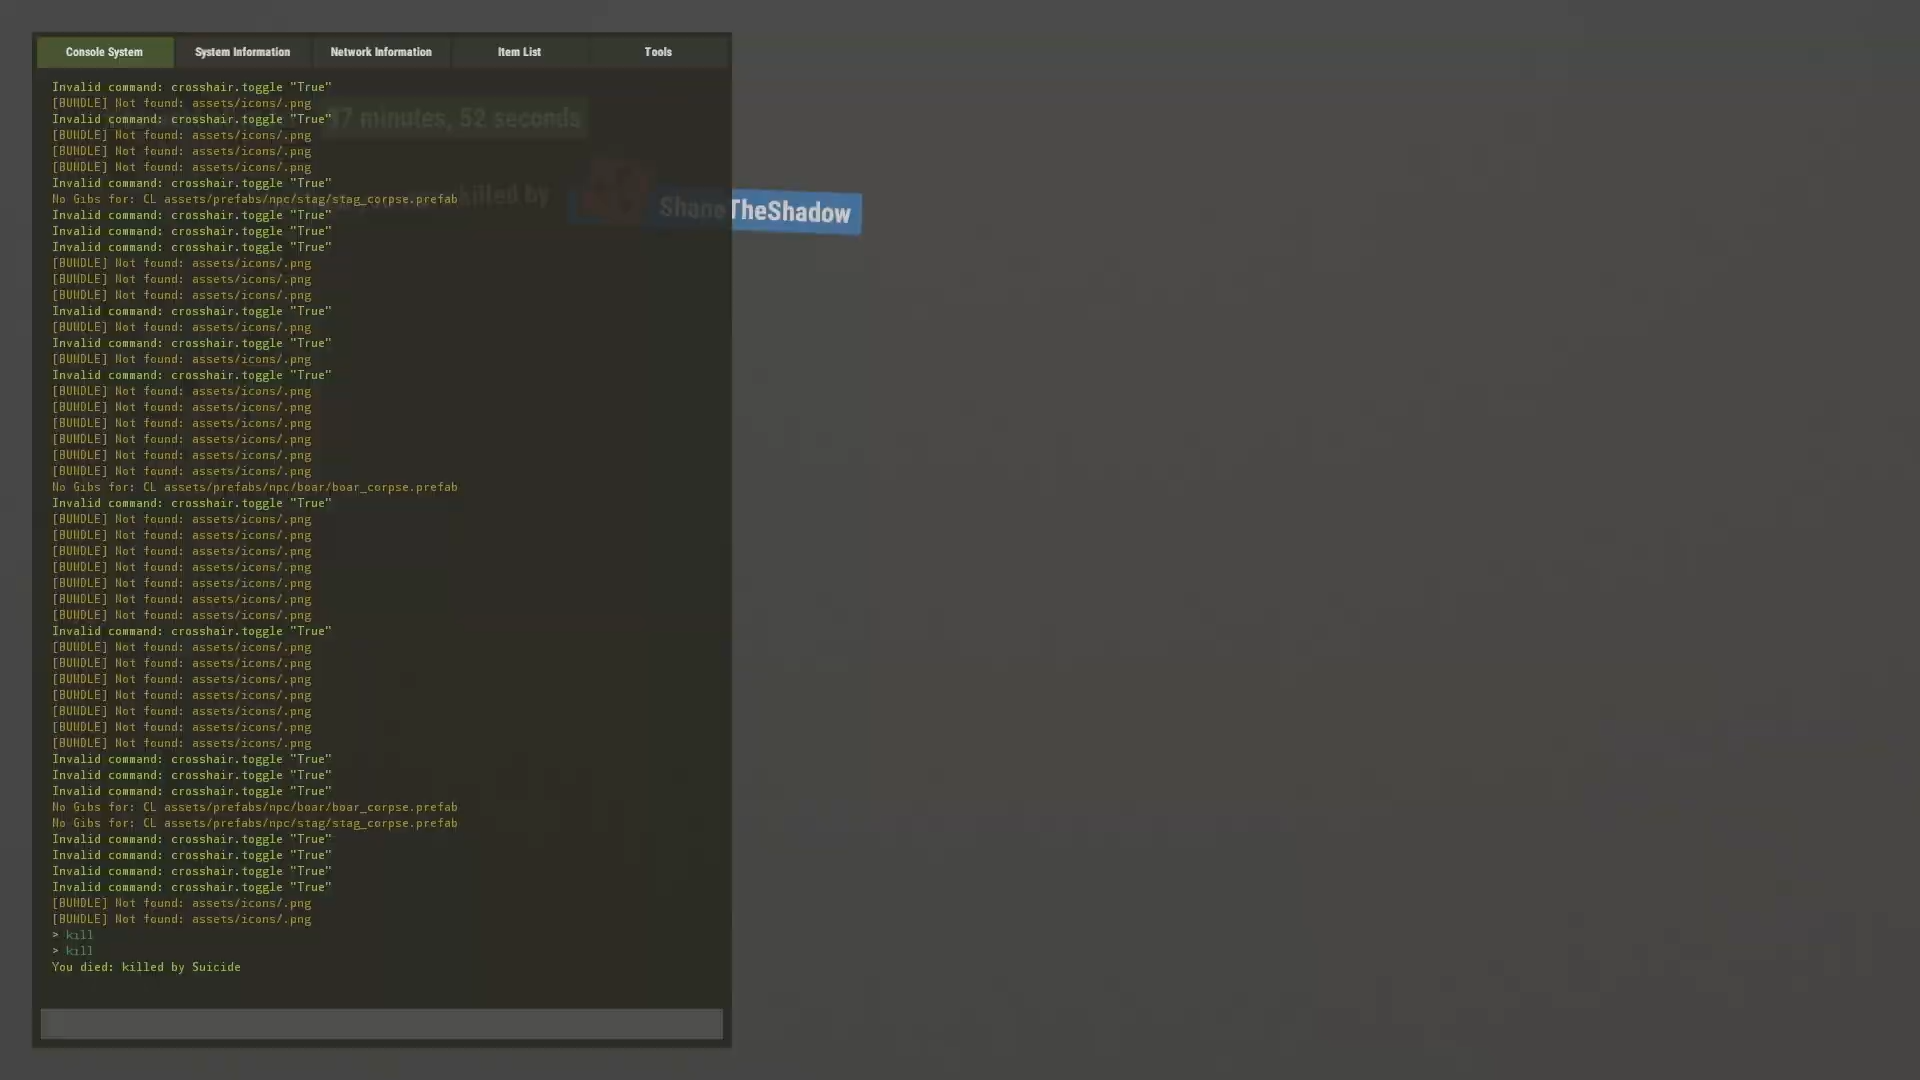 Console System System Information Network Information Item List Tools
Invalid command: crosshair.toggle "True"
[BUNDLE] Not found: assets/icons/.png
Invalid command: crosshair.toggle "True"
7 minutes, 52 seconds
[BUNDLE] Not found: assets/icons/.png
[BUNDLE] Not found: assets/icons/.png
[BUNDLE] Not found: assets/icons/.png
Invalid command: crosshair.toggle "True"
No Gibs for: CL assets/prefabs/npc/stag/stag_corpse.prefab
killed by
ShaneTheShadow
Invalid command: crosshair.toggle "True"
Invalid command: crosshair.toggle "True"
Invalid command: crosshair.toggle "True"
[BUNDLE] Not found: assets/icons/.png
[BUNDLE] Not found: assets/icons/.png
[BUNDLE] Not found: assets/icons/.png
Invalid command: crosshair.toggle "True"
[BUNDLE] Not found: assets/icons/.png
Invalid command: crosshair.toggle "True"
[BUNDLE] Not found: assets/icons/.png
Invalid command: crosshair.toggle "True"
[BUNDLE] Not found: assets/icons/.png
[BUNDLE] Not found: assets/icons/.png
[BUNDLE] Not found: assets/icons/.png
[BUNDLE] Not found: assets/icons/.png
[BUNDLE] Not found: assets/icons/.png
[BUNDLE] Not found: assets/icons/.png
No Gibs for: CL assets/prefabs/npc/boar/boar_corpse.prefab
Invalid command: crosshair.toggle "True"
[BUNDLE] Not found: assets/icons/.png
[BUNDLE] Not found: assets/icons/.png
[BUNDLE] Not found: assets/icons/.png
[BUNDLE] Not found: assets/icons/.png
[BUNDLE] Not found: assets/icons/.png
[BUNDLE] Not found: assets/icons/.png
[BUNDLE] Not found: assets/icons/.png
Invalid command: crosshair.toggle "True"
[BUNDLE] Not found: assets/icons/.png
[BUNDLE] Not found: assets/icons/.png
[BUNDLE] Not found: assets/icons/.png
[BUNDLE] Not found: assets/icons/.png
[BUNDLE] Not found: assets/icons/.png
[BUNDLE] Not found: assets/icons/.png
[BUNDLE] Not found: assets/icons/.png
Invalid command: crosshair.toggle "True"
Invalid command: crosshair.toggle "True"
Invalid command: crosshair.toggle "True"
No Gibs for: CL assets/prefabs/npc/boar/boar_corpse.prefab
No Gibs for: CL assets/prefabs/npc/stag/stag_corpse.prefab
Invalid command: crosshair.toggle "True"
Invalid command: crosshair.toggle "True"
Invalid command: crosshair.toggle "True"
Invalid command: crosshair.toggle "True"
[BUNDLE] Not found: assets/icons/.png
[BUNDLE] Not found: assets/icons/.png
> kill
> kill
You died: killed by Suicide